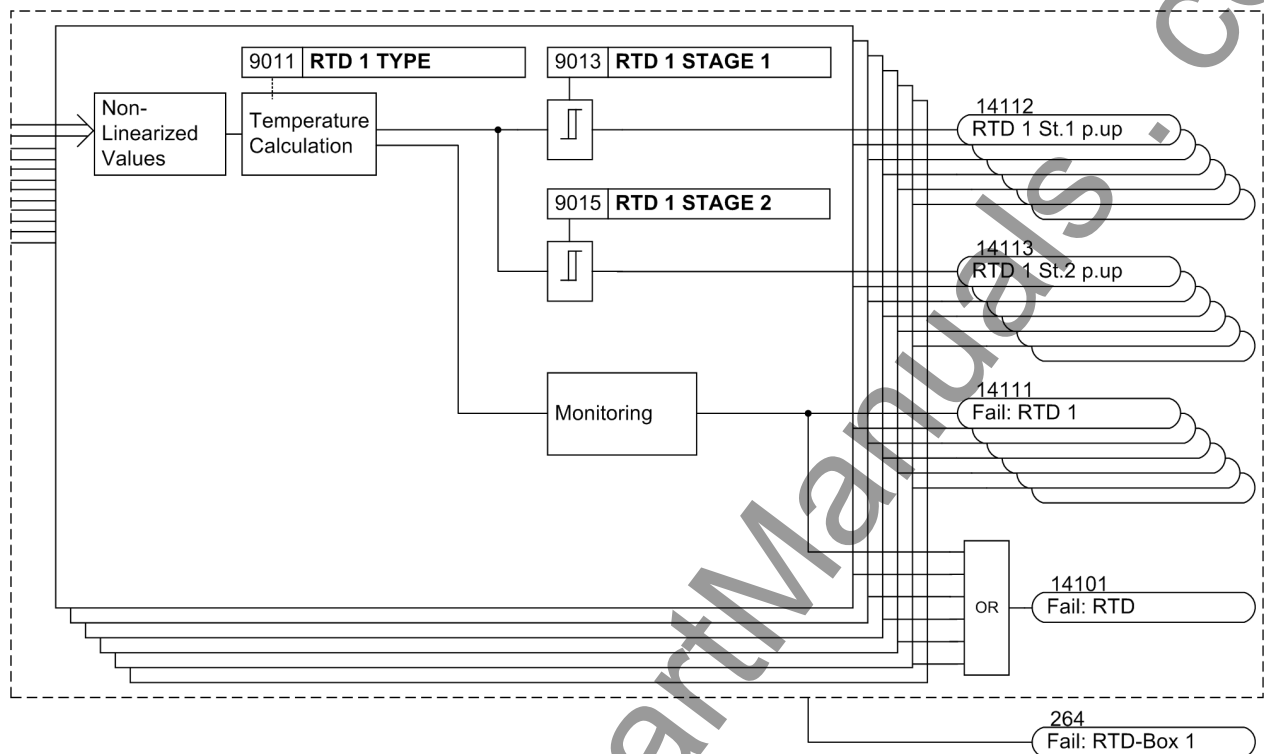 9011 RTD 1 TYPE
9013 RTD 1 STAGE 1
Non-
Linearized
Values
Temperature
Calculation
14112
RTD 1 St.1 p.up
9015 RTD 1 STAGE 2
14113
RTD 1 St.2 p.up
Monitoring
14111
Fail: RTD 1
OR
14101
Fail: RTD
264
Fail: RTD-Box 1
artManuals . co